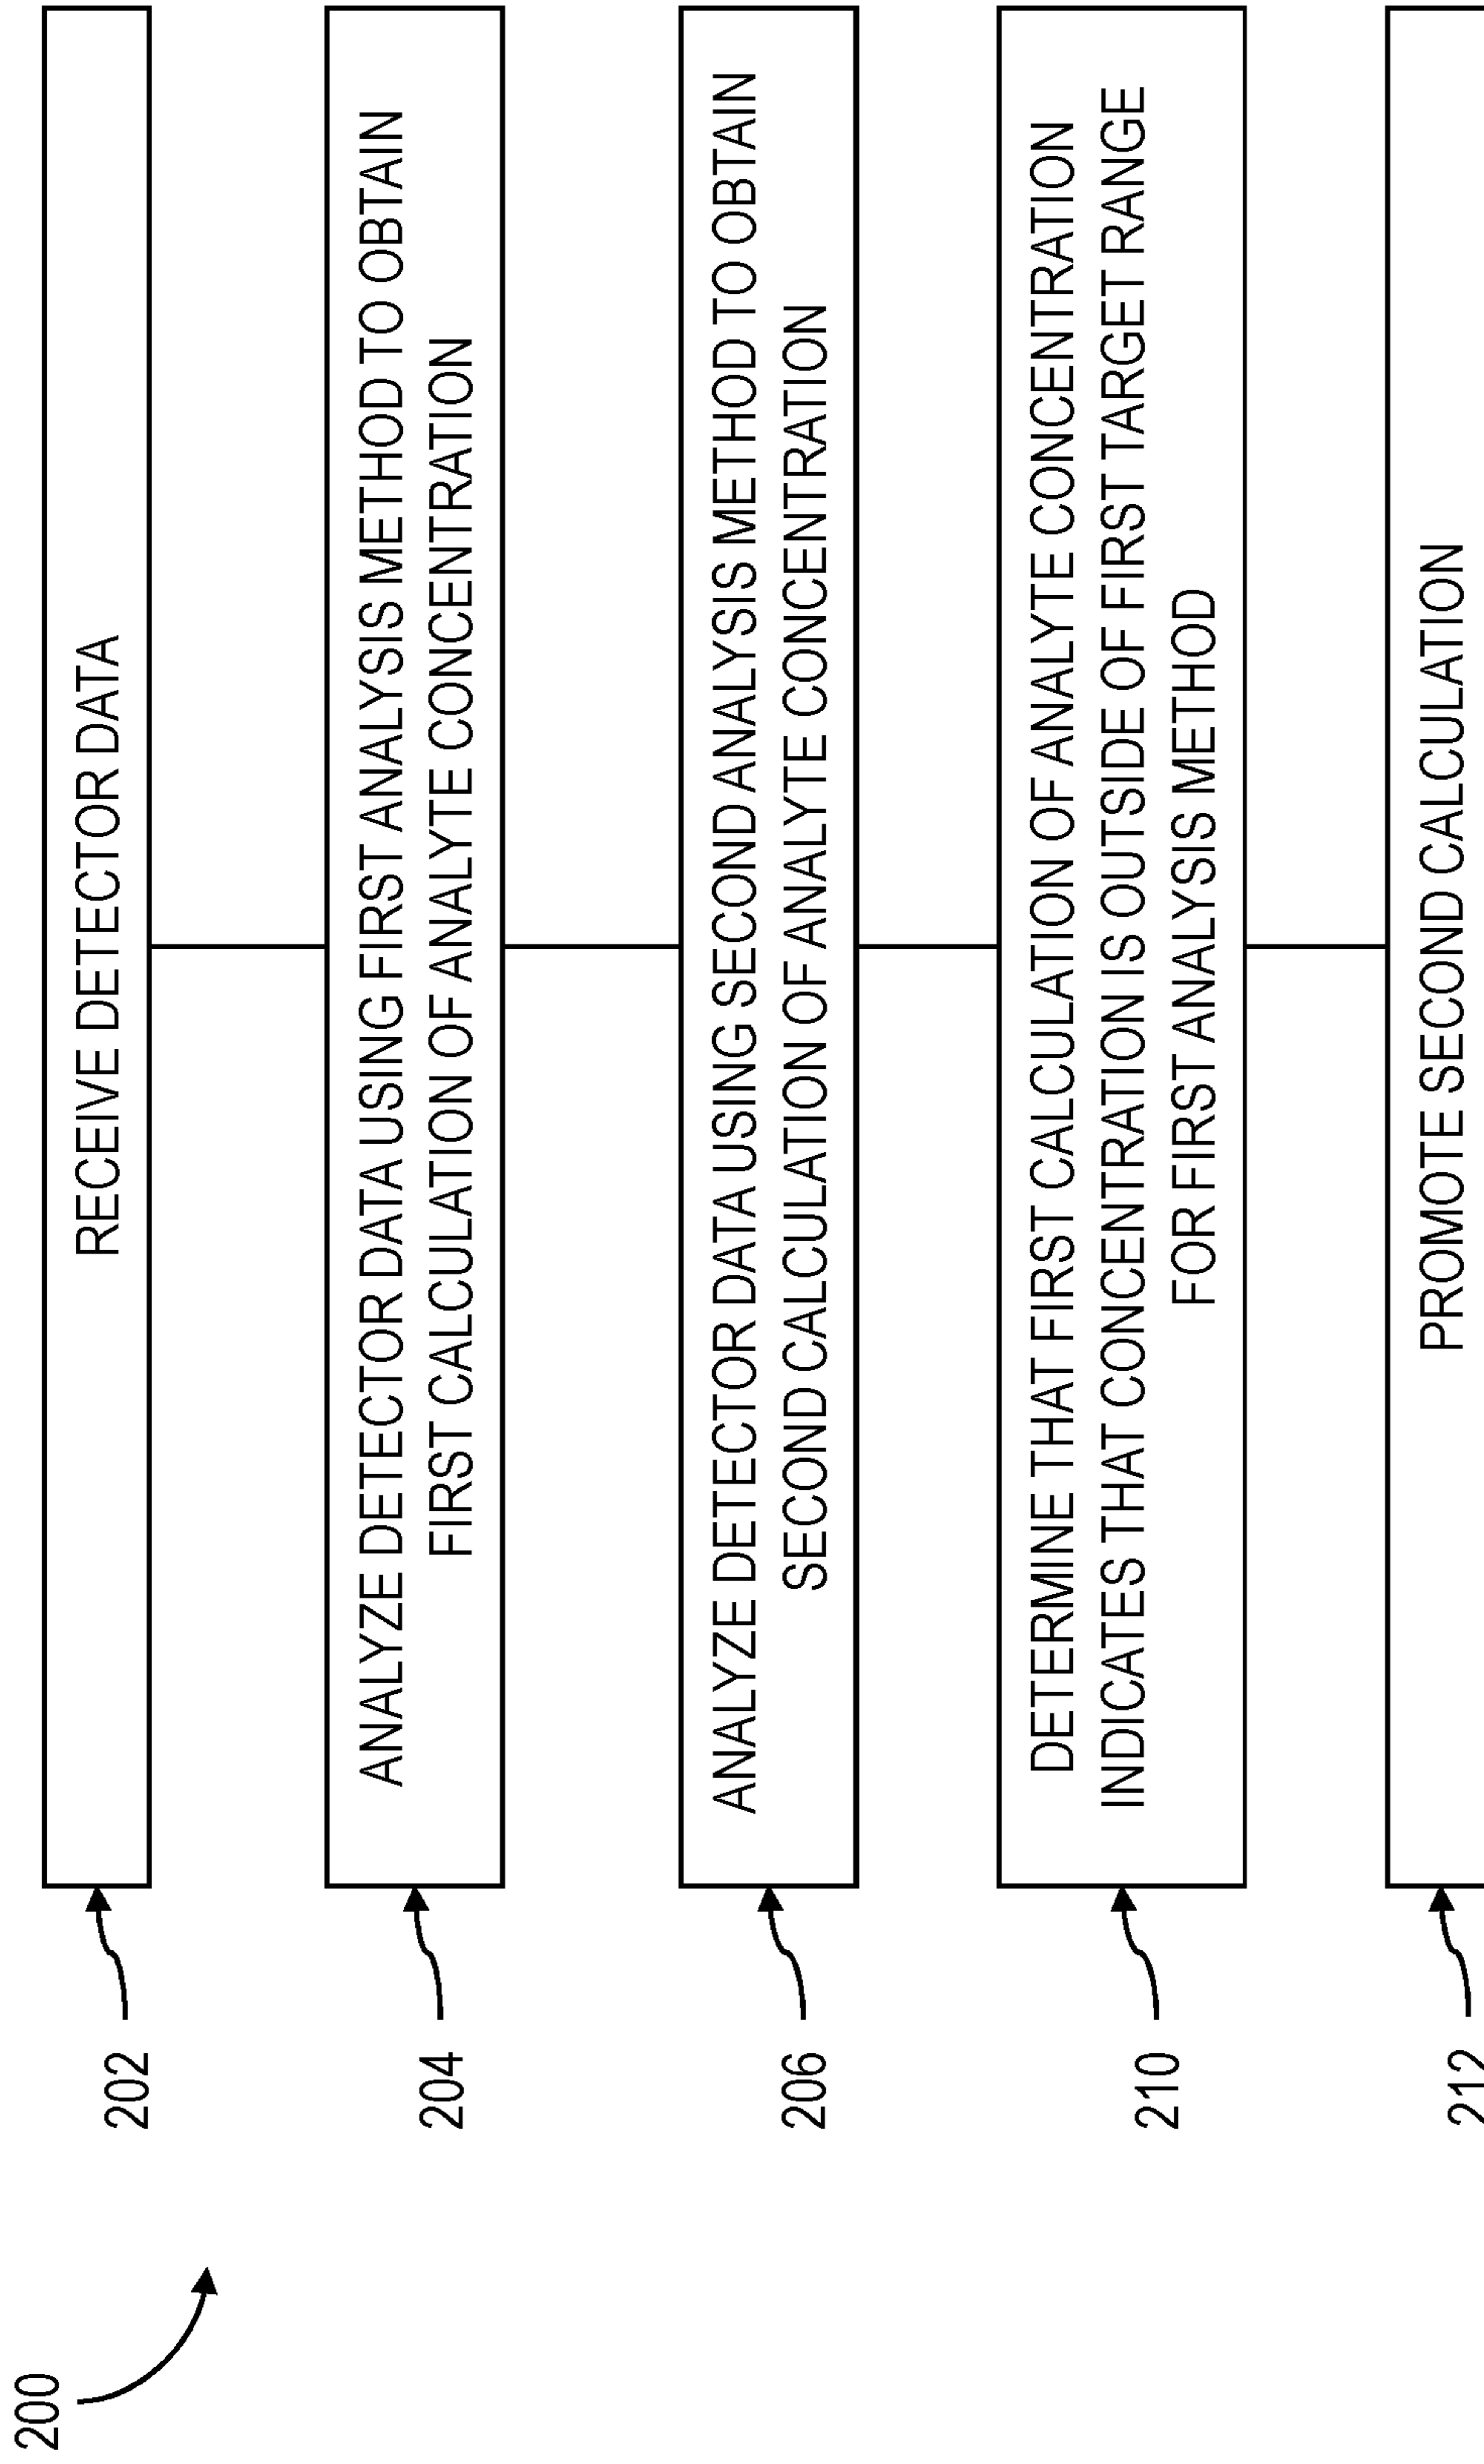 200
202
RECEIVE DETECTOR DATA
204
ANALYZE DETECTOR DATA USING FIRST ANALYSIS METHOD TO OBTAIN
FIRST CALCULATION OF ANALYTE CONCENTRATION
206
ANALYZE DETECTOR DATA USING SECOND ANALYSIS METHOD TO OBTAIN
SECOND CALCULATION OF ANALYTE CONCENTRATION
210
DETERMINE THAT FIRST CALCULATION OF ANALYTE CONCENTRATION
INDICATES THAT CONCENTRATION IS OUTSIDE OF FIRST TARGET RANGE
FOR FIRST ANALYSIS METHOD
212
PROMOTE SECOND CALCULATION